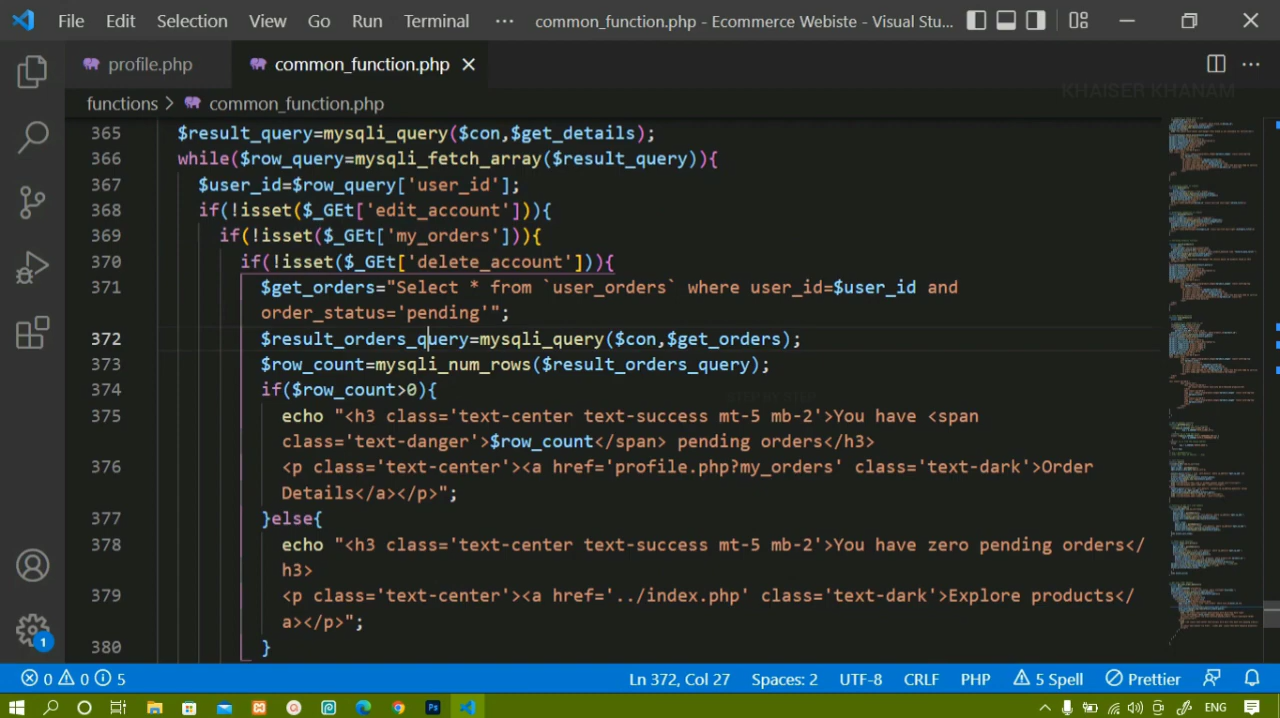 File Edit Selection View Go Run Terminal ··· common_function.php - Ecommerce Webiste - Visual Stu...
profile.php common_function.php
KHAISER KHANAM
functions > common_function.php
365 $result_query=mysqli_query($con,$get_details);
366 while($row_query=mysqli_fetch_array($result_query)){
367 $user_id=$row_query['user_id'];
368 if(!isset($_GEt['edit_account'])){
369 if(!isset($_GEt['my_orders'])){
370 if(!isset($_GEt['delete_account'])){
371 $get_orders="Select * from `user_orders` where user_id=$user_id and
order_status='pending'";
372 $result_orders_query=mysqli_query($con,$get_orders);
373 $row_count=mysqli_num_rows($result_orders_query);
374 if($row_count>0){
375 echo "<h3 class='text-center text-success mt-5 mb-2'>You have <span
class='text-danger'>$row_count</span> pending orders</h3>
376 <p class='text-center'><a href='profile.php?my_orders' class='text-dark'>Order
Details</a></p>";
377 }else{
378 echo "<h3 class='text-center text-success mt-5 mb-2'>You have zero pending orders</
h3>
379 <p class='text-center'><a href='../index.php' class='text-dark'>Explore products</
a></p>";
380 }
1
0 0 5 Ln 372, Col 27 Spaces: 2 UTF-8 CRLF PHP 5 Spell Prettier
Ps ENG